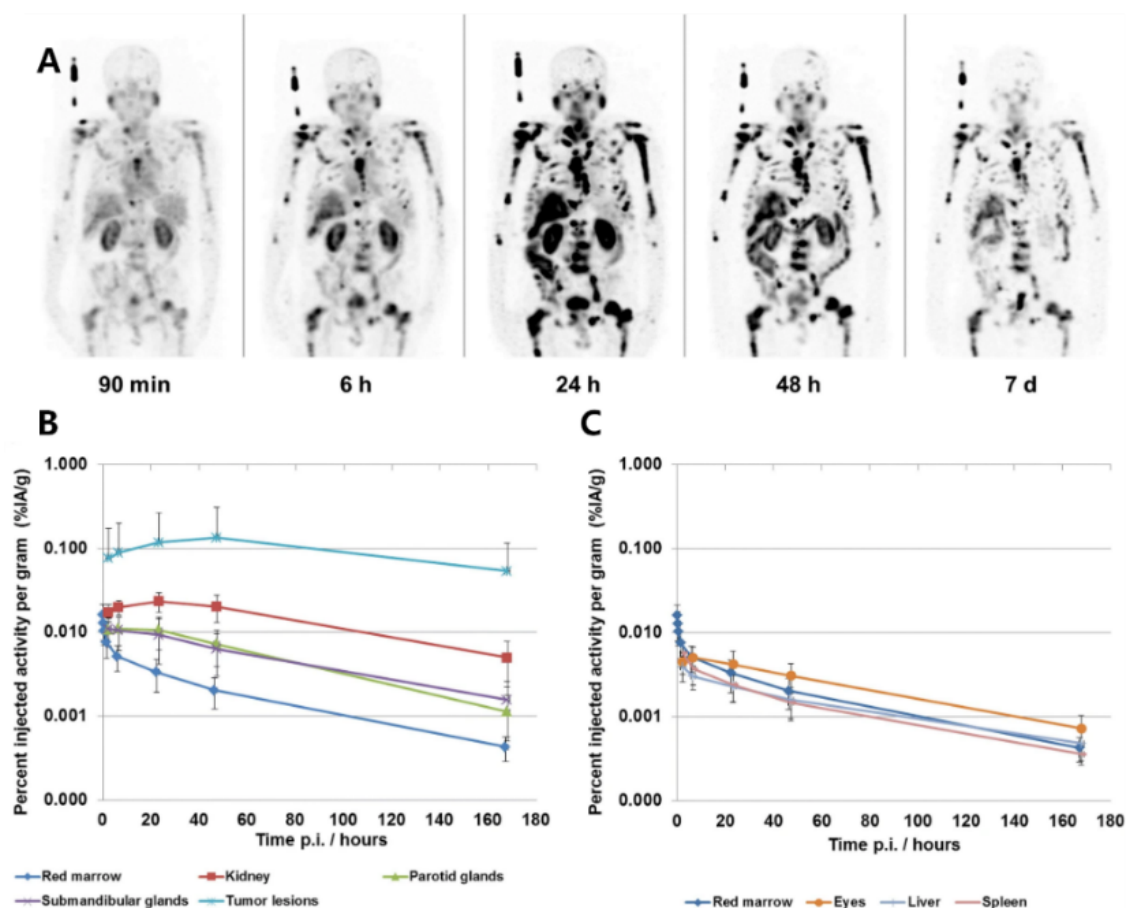 A
90 min 6 h 24 h 48 h 7 d
B
Percent injected activity per gram (%IA/g)
1.000
0.100
0.010
0.001
0.000
0 20 40 60 80 100 120 140 160 180
Time p.i. / hours
Red marrow Kidney Parotid glands
Submandibular glands Tumor lesions
C
Percent injected activity per gram (%IA/g)
1.000
0.100
0.010
0.001
0.000
0 20 40 60 80 100 120 140 160 180
Time p.i. / hours
Red marrow Eyes Liver Spleen